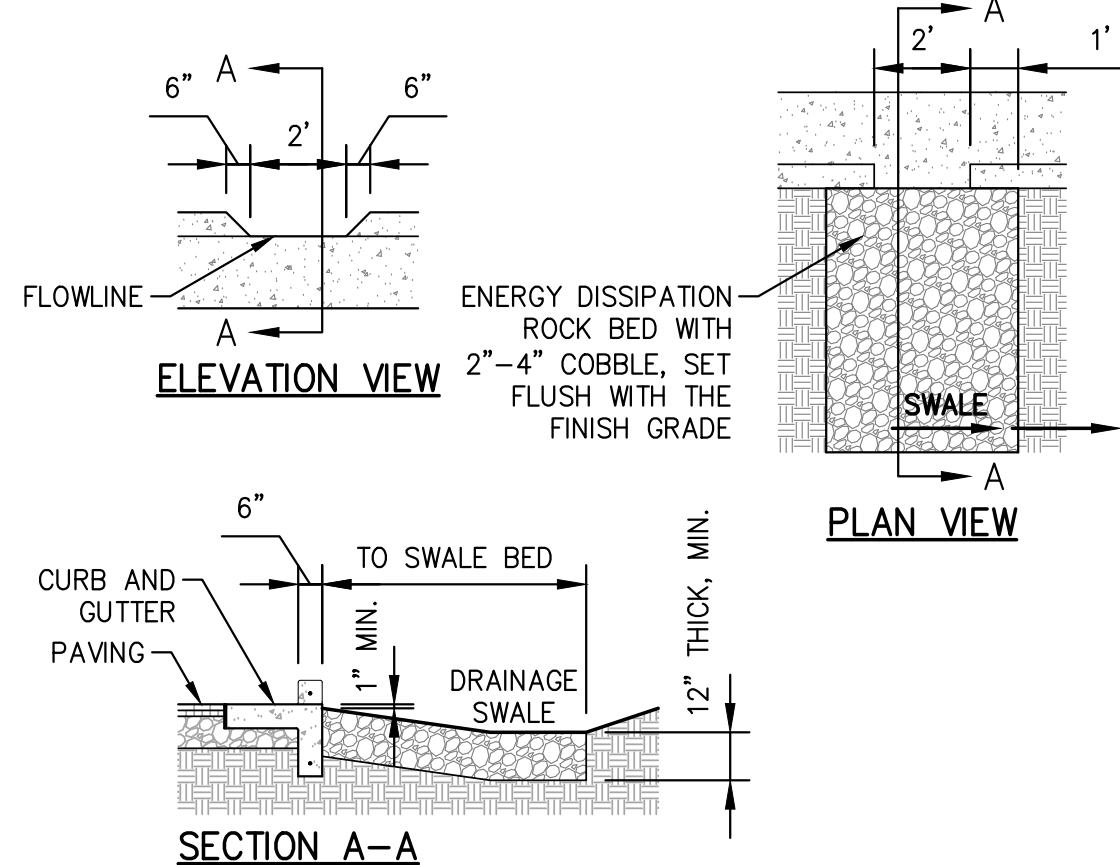 A
6”
6”
2’
FLOWLINE
A
ELEVATION VIEW
A
2’
1’
ENERGY DISSIPATION
ROCK BED WITH
2”-4” COBBLE, SET
FLUSH WITH THE
FINISH GRADE
SWALE
A
PLAN VIEW
6”
TO SWALE BED
CURB AND
GUTTER
PAVING
1” MIN.
DRAINAGE
SWALE
12” THICK, MIN.
SECTION A-A